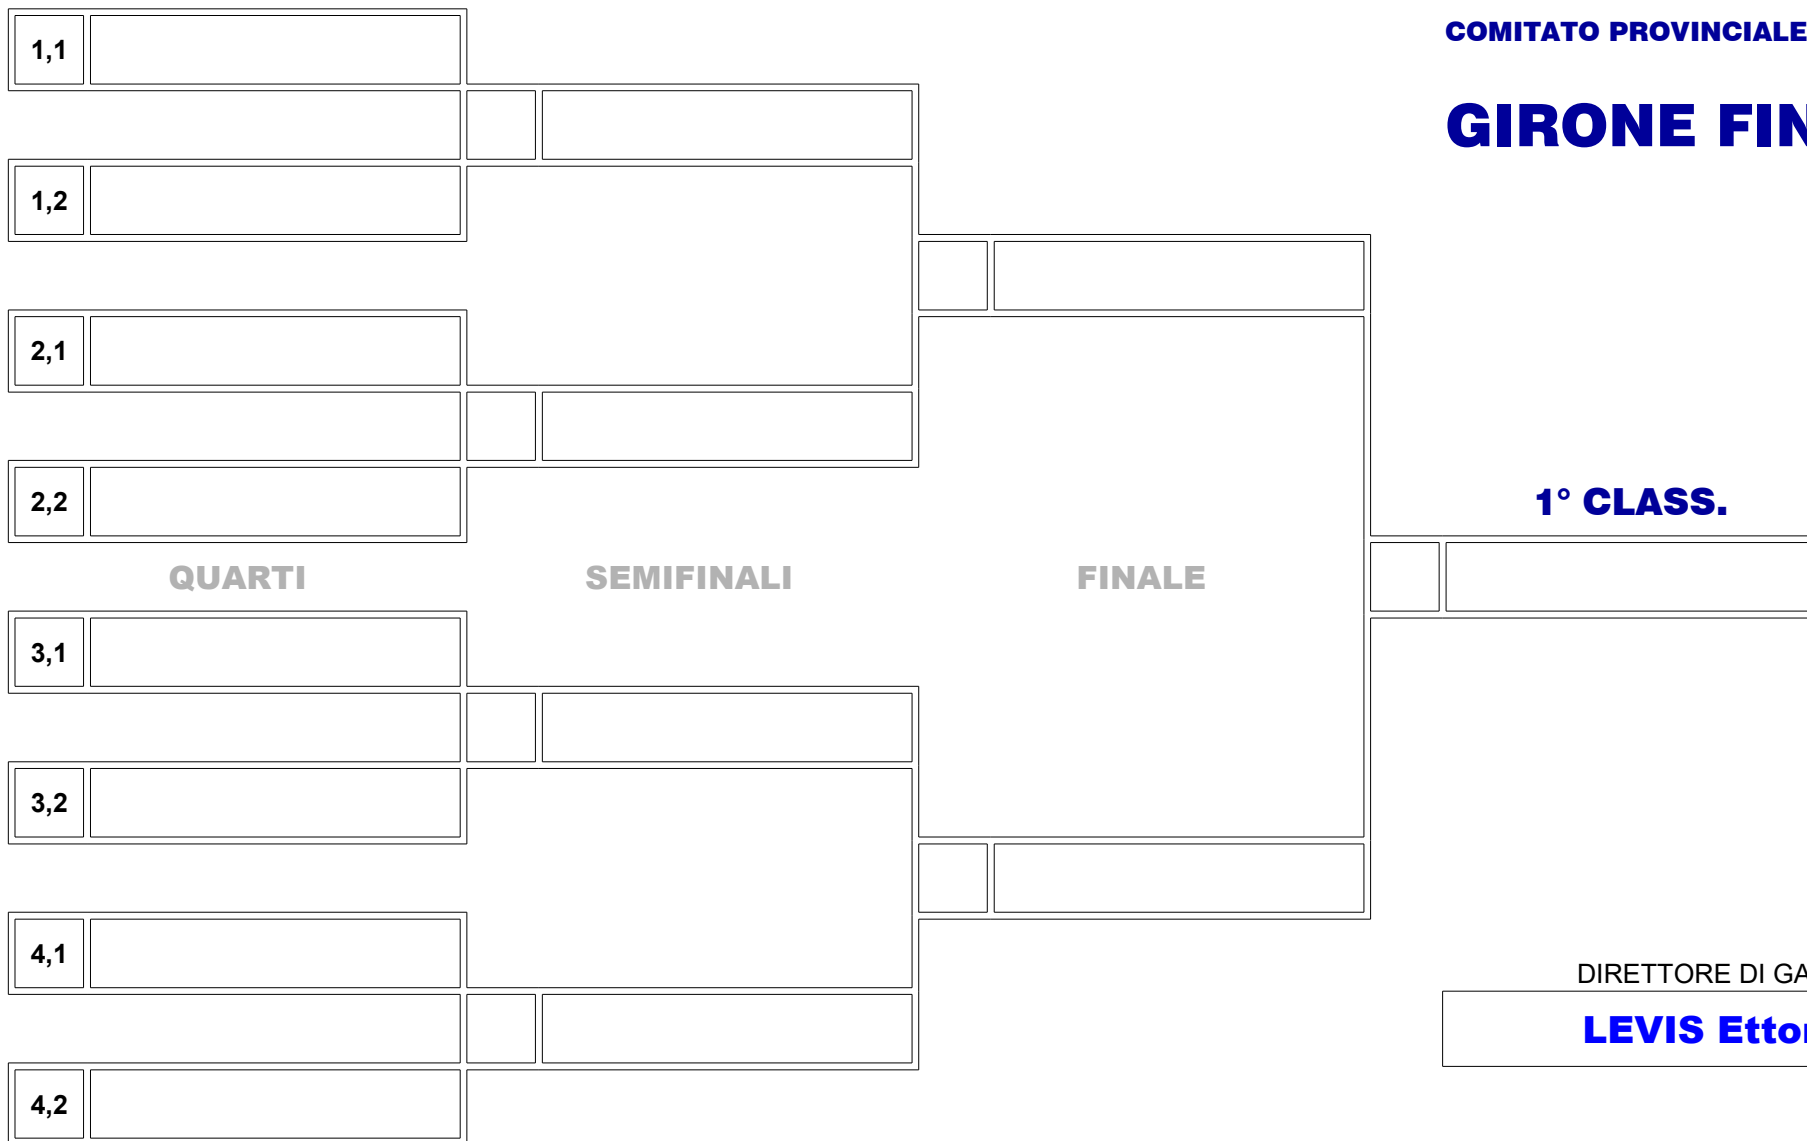 COMITATO PROVINCIALE
GIRONE FIN
1,1
1,2
2,1
2,2
1° CLASS.
QUARTI SEMIFINALI FINALE
3,1
3,2
4,1
DIRETTORE DI GA
LEVIS Ettor
4,2